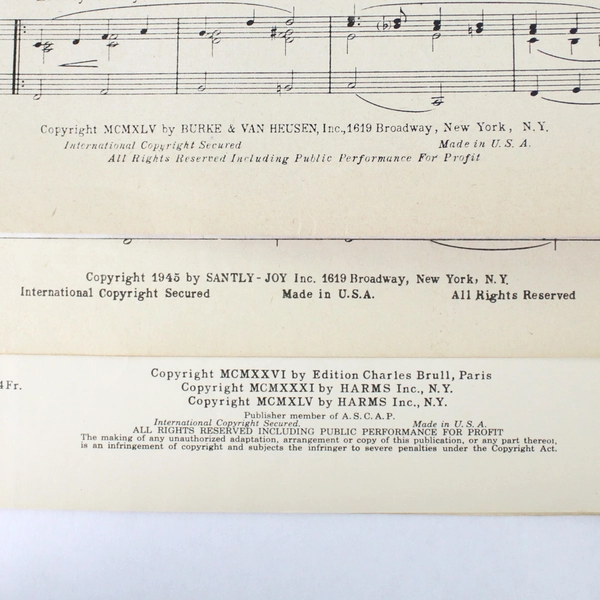 Copyright MCMXLV by BURKE & VAN HEUSEN, Inc., 1619 Broadway, New York, N.Y.
International Copyright Secured Made in U. S. A.
All Rights Reserved Including Public Performance For Profit
Copyright 1945 by SANTLY-JOY Inc. 1619 Broadway, New York, N.Y.
International Copyright Secured Made in U.S.A. All Rights Reserved
Copyright MCMXXVI by Edition Charles Brull, Paris
Fr. Copyright MCMXXXI by HARMS Inc., N.Y.
Copyright MCMXLV by HARMS Inc., N.Y.
Publisher member of A.S.C.A.P.
International Copyright Secured. Made in U. S. A.
ALL RIGHTS RESERVED INCLUDING PUBLIC PERFORMANCE FOR PROFIT
The making of any unauthorized adaptation, arrangement or copy of this publication, or any part thereof,
is an infringement of copyright and subjects the infringer to severe penalties under the Copyright Act.